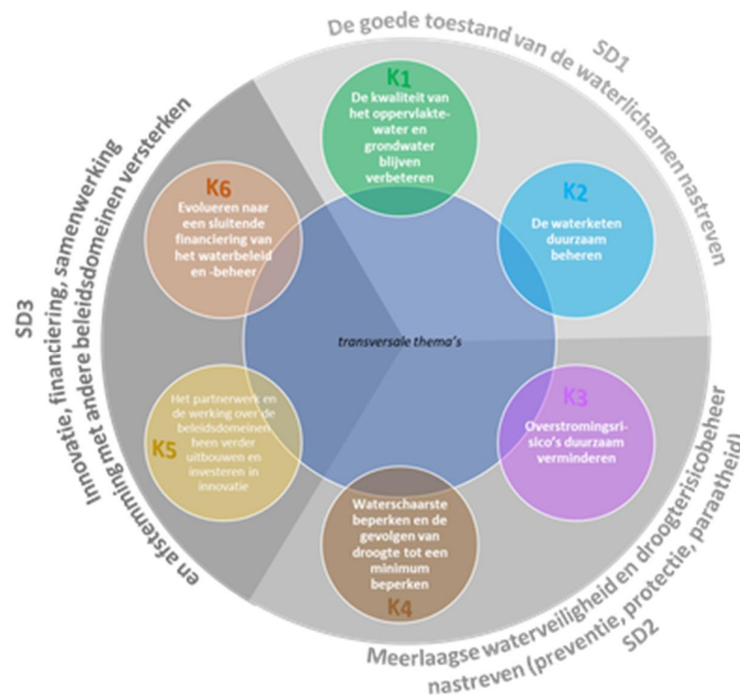 De goede toestand van de waterlichamen nastreven
SD1
K1
De kwaliteit van
het oppervlakte-
water en
grondwater
blijven
verbeteren
K2
De waterketen
duurzaam
beheren
K3
Overstromingsri-
sico's duurzaam
verminderen
Meerlaagse waterveiligheid en droogterisicobeheer
nastreven (preventie, protectie, paraatheid)
SD2
Waterschaarste
beperken en de
gevolgen van
droogte tot een
minimum
beperken
K4
Het partnerwerk en
de werking over de
beleidsdomeinen
heen verder
uitbouwen en
investeren in
innovatie
K5
K6
Evolueren naar
een sluitende
financiering van
het waterbeleid
en -beheer
SD3
Innovatie, financiering, samenwerking
en afstemming met andere beleidsdomeinen versterken
transversale thema's